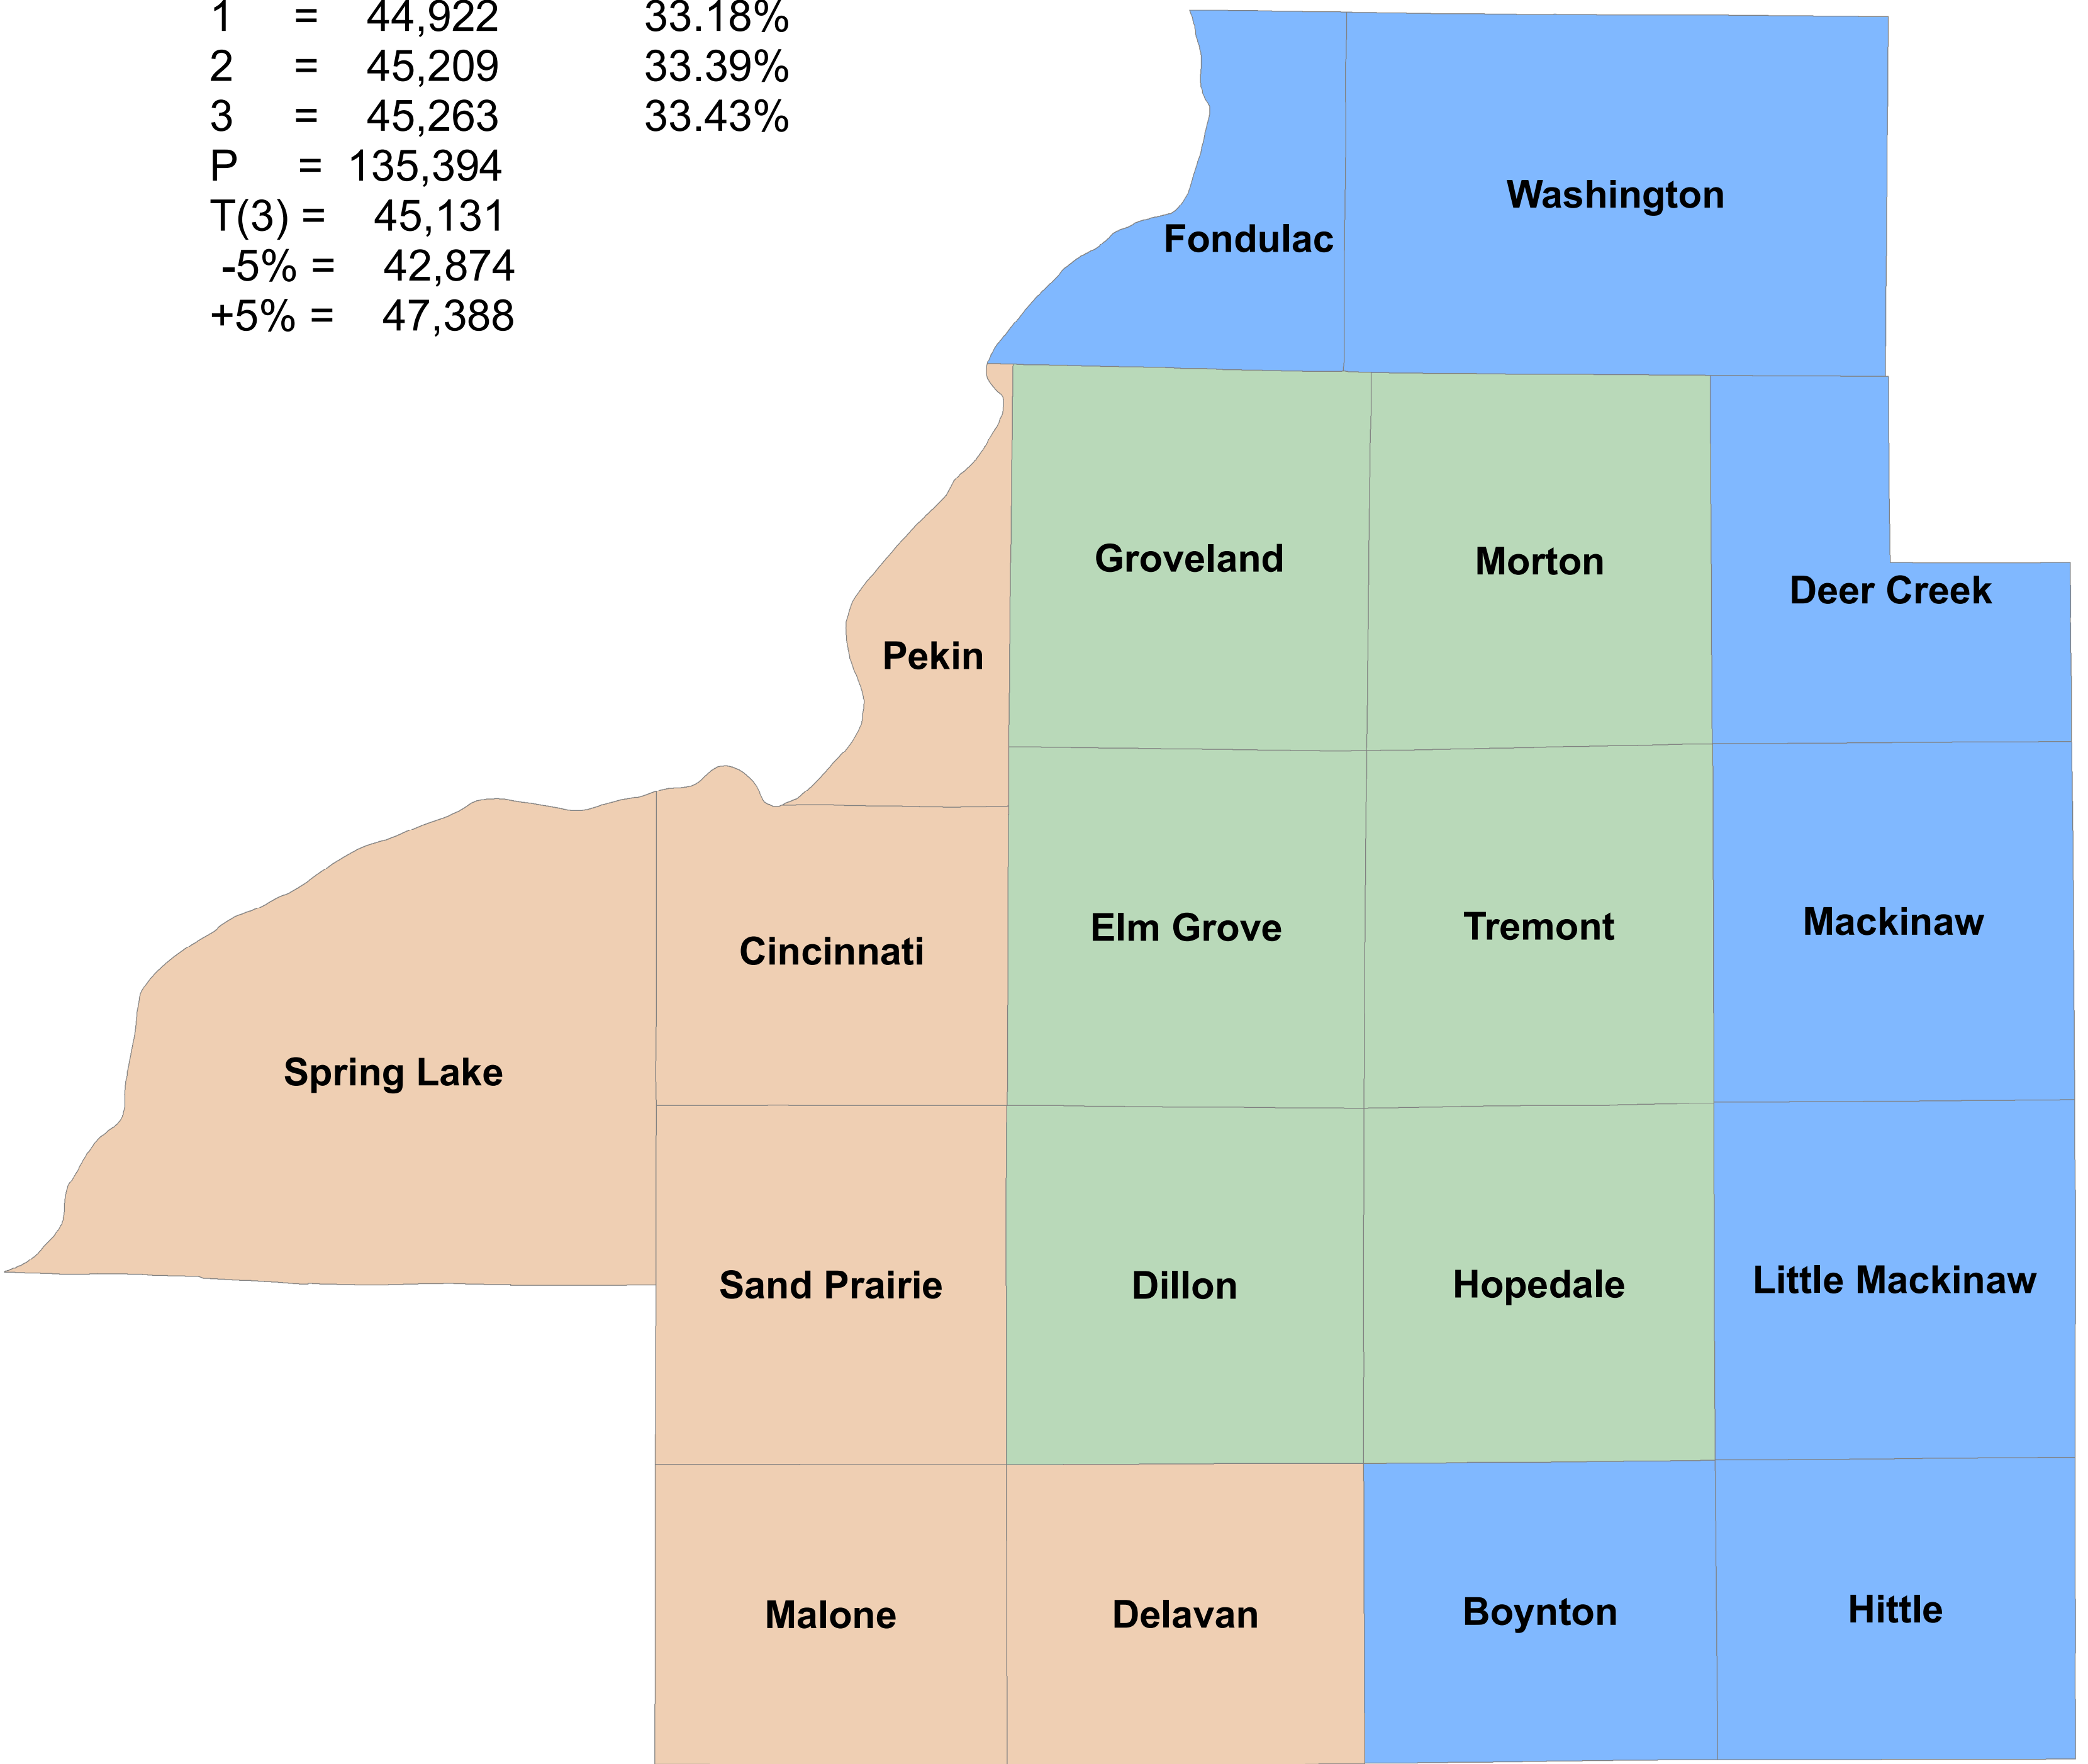 1 = 44,922 33.18%
2 = 45,209 33.39%
3 = 45,263 33.43%
P = 135,394
T(3) = 45,131
-5% = 42,874
+5% = 47,388
Washington
Fondulac
Groveland
Morton
Deer Creek
Pekin
Cincinnati
Elm Grove
Tremont
Mackinaw
Spring Lake
Sand Prairie
Dillon
Hopedale
Little Mackinaw
Malone
Delavan
Boynton
Hittle